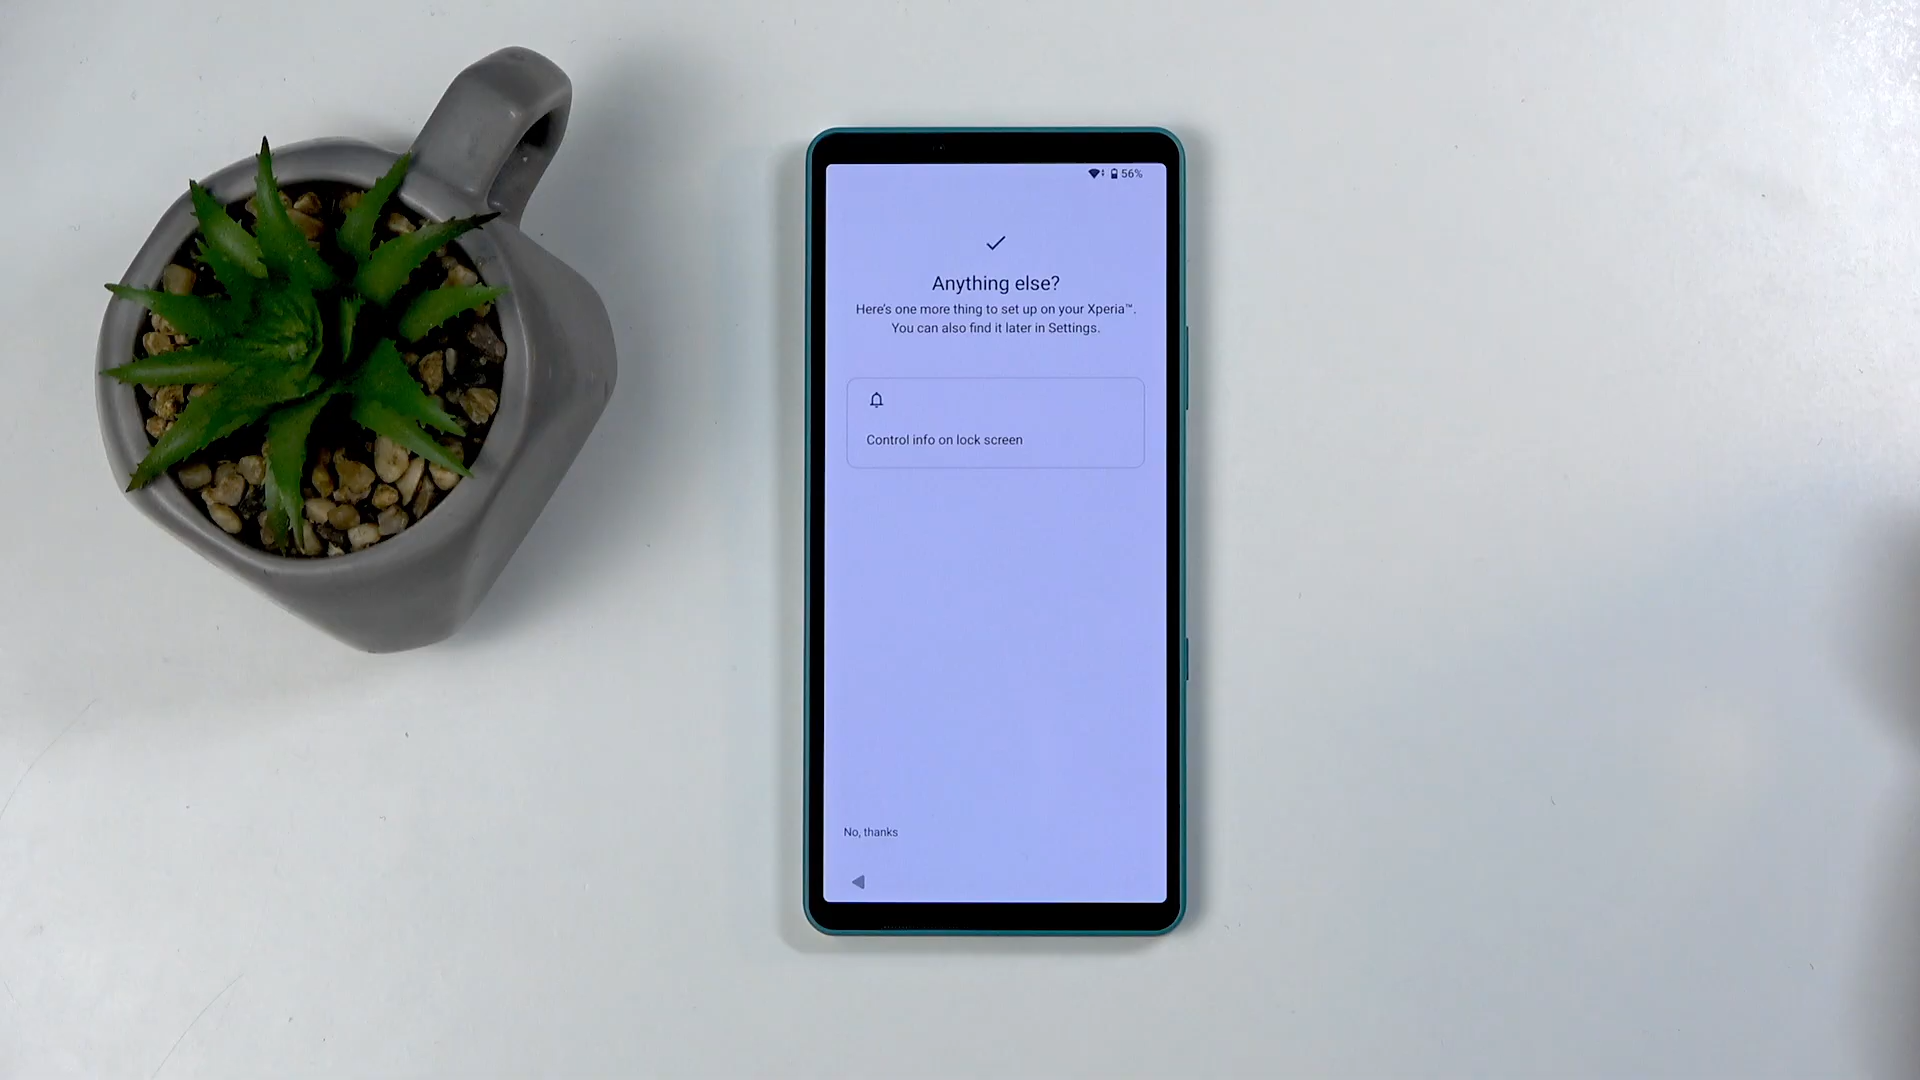 56%
Anything else?
Here's one more thing to set up on your Xperia™.
You can also find it later in Settings.
Control info on lock screen
No, thanks